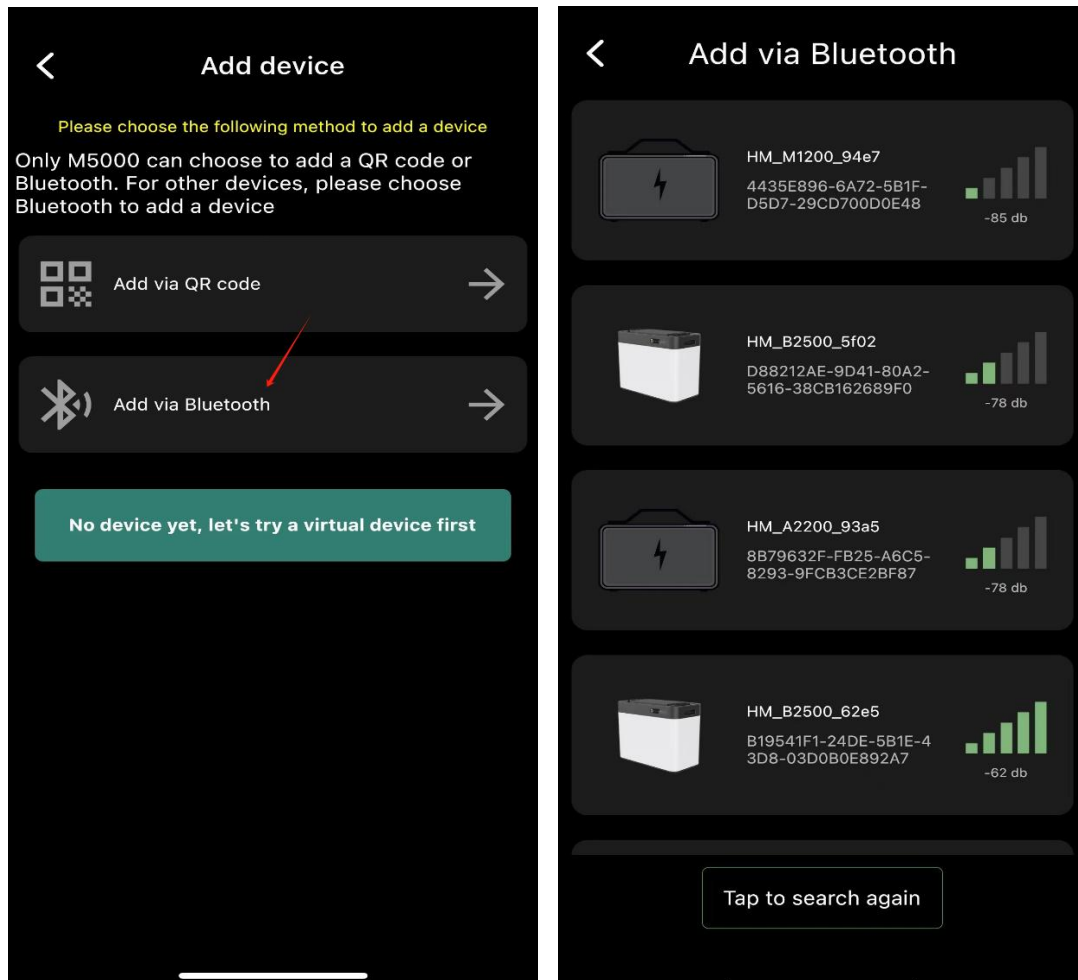 Add device
Please choose the following method to add a device
Only M5000 can choose to add a QR code or
Bluetooth. For other devices, please choose
Bluetooth to add a device
Add via QR code
Add via Bluetooth
No device yet, let's try a virtual device first
Add via Bluetooth
HM_M1200_94e7
4435E896-6A72-5B1F-
D5D7-29CD700D0E48
-85 db
HM_B2500_5f02
D88212AE-9D41-80A2-
5616-38CB162689F0
-78 db
HM_A2200_93a5
8B79632F-FB25-A6C5-
8293-9FCB3CE2BF87
-78 db
HM_B2500_62e5
B19541F1-24DE-5B1E-4
3D8-03D0B0E892A7
-62 db
Tap to search again